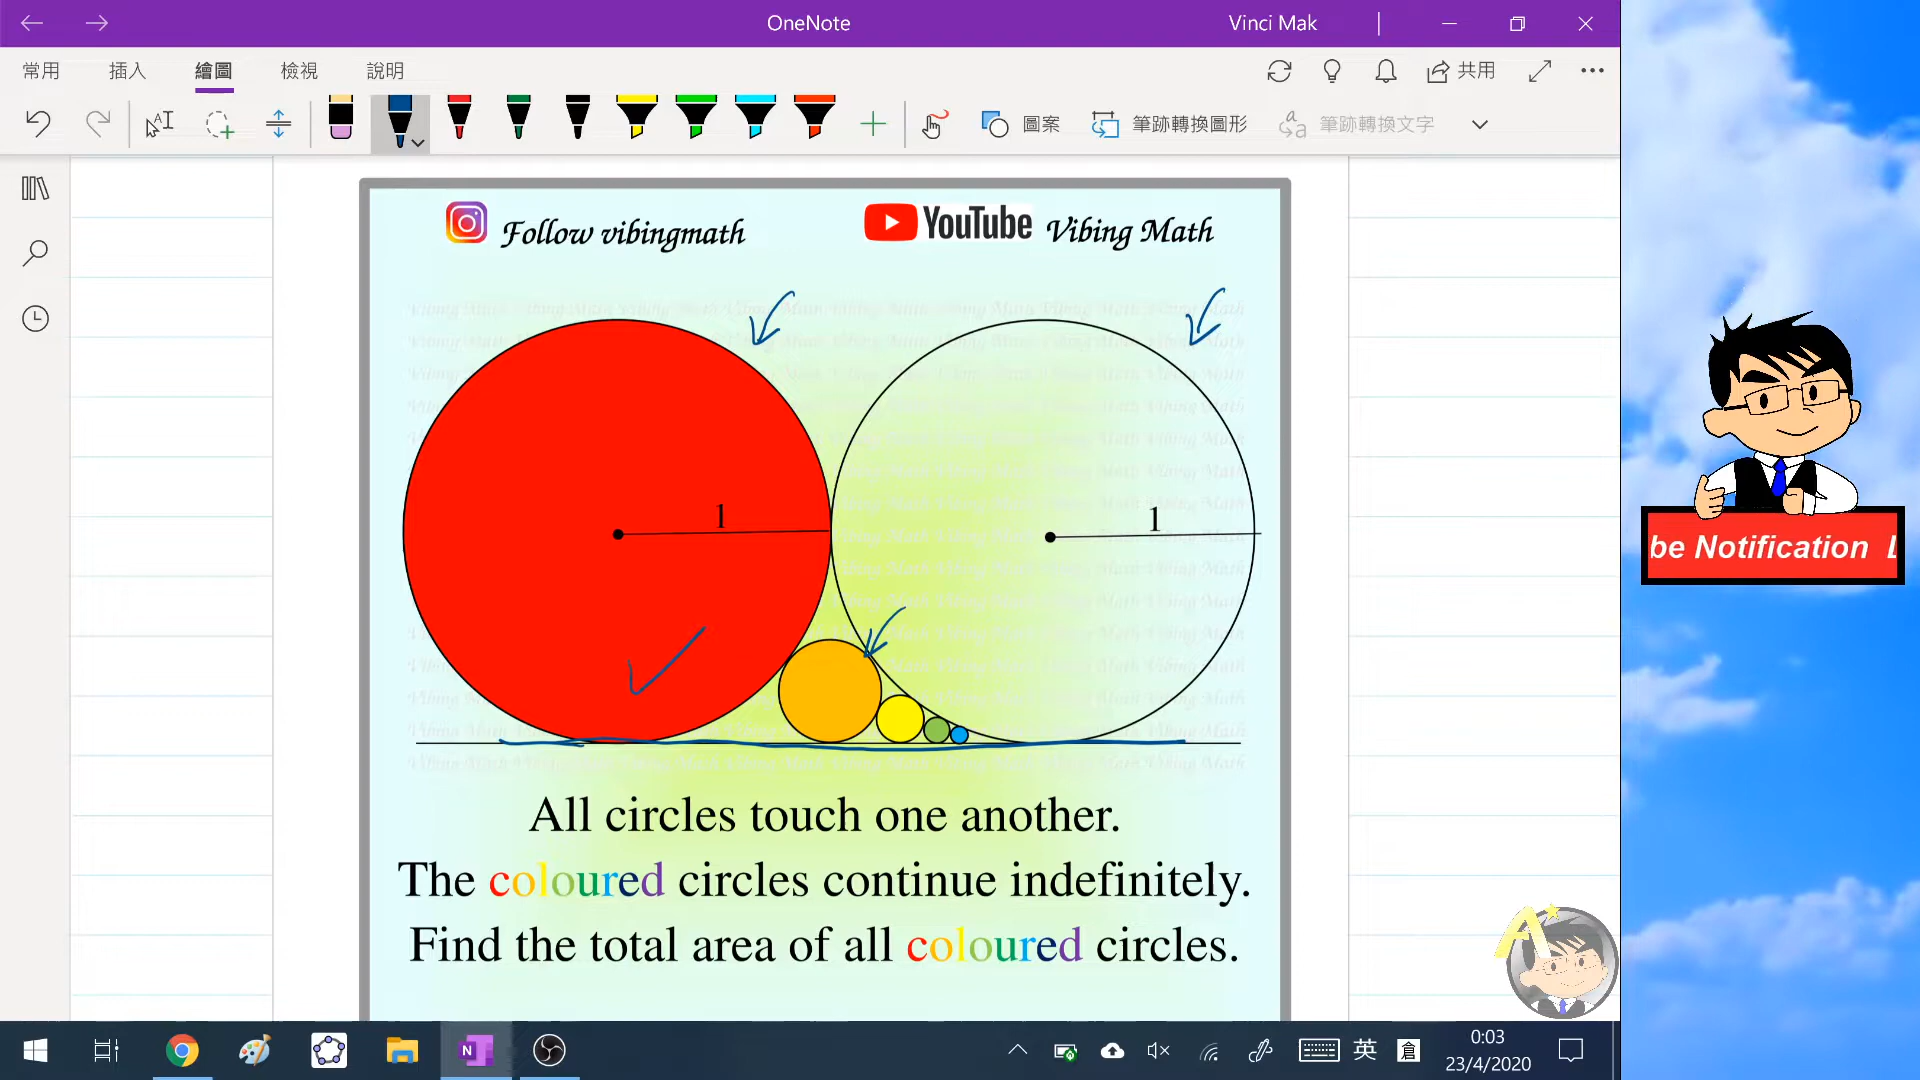 OneNote
Vinci Mak
常用 插入 繪圖 檢視 說明
共用
圖案 筆跡轉換圖形 筆跡轉換文字
Follow vibingmath
YouTube Vibing Math
1
1
be Notification
All circles touch one another.
The coloured circles continue indefinitely.
Find the total area of all coloured circles.
A
英 倉
0:03
23/4/2020